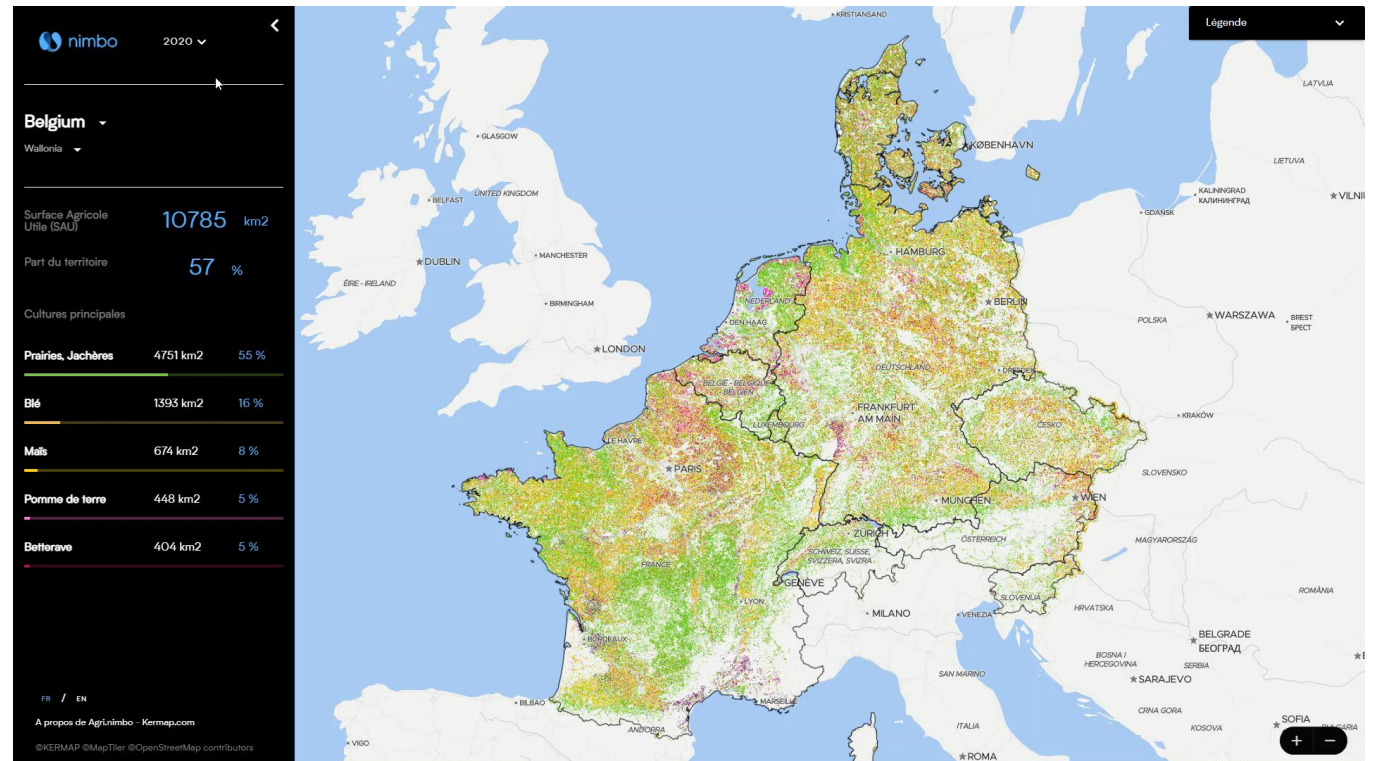 nimbo
2020
Belgium
Wallonia
Surface Agricole
Utile (SAU)
10785 km2
Part du territoire
57 %
Cultures principales
Prairies, Jachères 4751 km2 55 %
Blé 1393 km2 16 %
Maïs 674 km2 8 %
Pomme de terre 448 km2 5 %
Betterave 404 km2 5 %
FR / EN
A propos de Agri.nimbo - Kermap.com
©KERMAP ©MapTiler ©OpenStreetMap contributors
Légende
KRISTIANSAND
LATVIJA
GLASGOW
KØBENHAVN
LIETUVA
UNITED KINGDOM
BELFAST
KALININGRAD
КАЛИНИНГРАД
VILNI
GDAŃSK
HAMBURG
MANCHESTER
DUBLIN
ÉIRE - IRELAND
BIRMINGHAM
NEDERLAND
BERLIN
DEN HAAG
POLSKA
WARSZAWA
BREST
БРЕСТ
LONDON
DEUTSCHLAND
DRESDEN
BELGIË - BELGIQUE -
BELGIEN
FRANKFURT
AM MAIN
LUXEMBOURG
KRAKÓW
ČESKO
LE HAVRE
PARIS
SLOVENSKO
MÜNCHEN
WIEN
ZÜRICH
ÖSTERREICH
MAGYARORSZÁG
SCHWEIZ, SUISSE,
SVIZZERA, SVIZRA
FRANCE
GENÈVE
ROMÂNIA
SLOVENIJA
LYON
HRVATSKA
MILANO
VENEZIA
BORDEAUX
BELGRADE
БЕОГРАД
BOSNA I
HERCEGOVINA
SERBIA
SAN MARINO
SARAJEVO
BILBAO
MARSEILLE
CRNA GORA
SOFIA
ANDORRA
ITALIA
KOSOVA
VIGO
ROMA
+ −